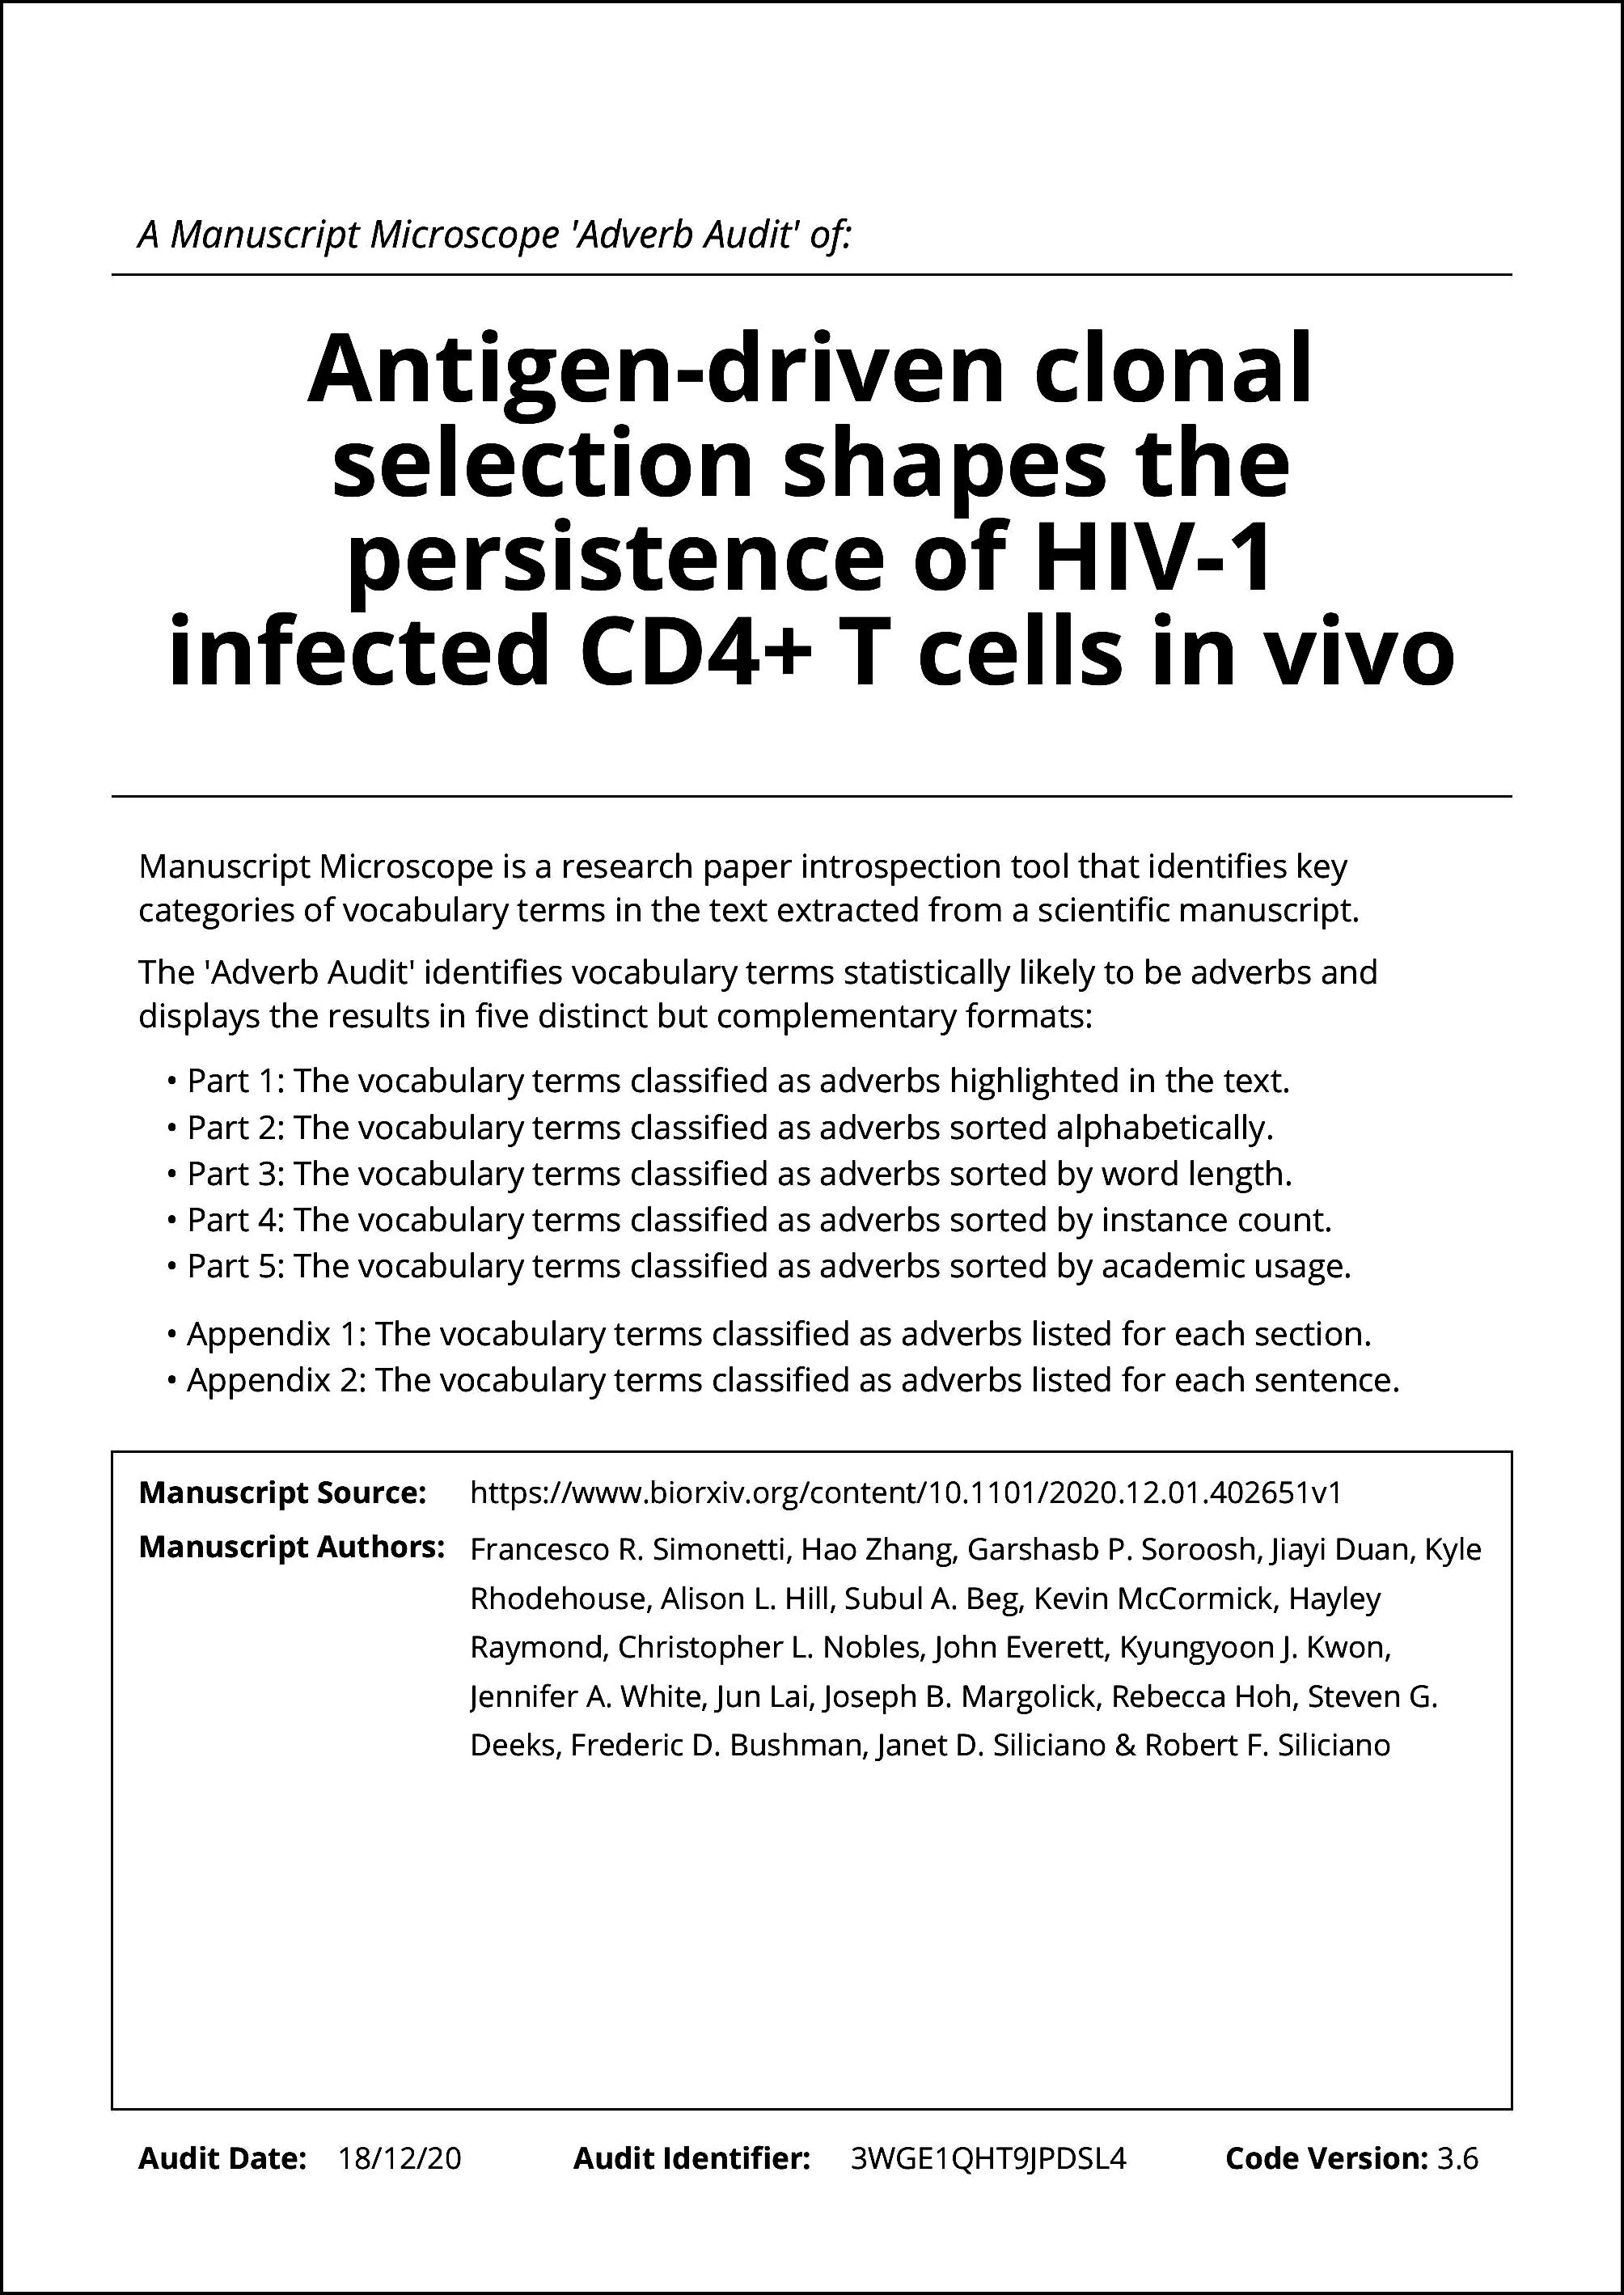 A Manuscript Microscope 'Adverb Audit' of:
Antigen-driven clonal
selection shapes the
persistence of HIV-1
infected CD4+ T cells in vivo
Manuscript Microscope is a research paper introspection tool that identifies key
categories of vocabulary terms in the text extracted from a scientific manuscript.
The 'Adverb Audit' identifies vocabulary terms statistically likely to be adverbs and
displays the results in five distinct but complementary formats:
• Part 1: The vocabulary terms classified as adverbs highlighted in the text.
• Part 2: The vocabulary terms classified as adverbs sorted alphabetically.
• Part 3: The vocabulary terms classified as adverbs sorted by word length.
• Part 4: The vocabulary terms classified as adverbs sorted by instance count.
• Part 5: The vocabulary terms classified as adverbs sorted by academic usage.
• Appendix 1: The vocabulary terms classified as adverbs listed for each section.
• Appendix 2: The vocabulary terms classified as adverbs listed for each sentence.
Manuscript Source: https://www.biorxiv.org/content/10.1101/2020.12.01.402651v1
Manuscript Authors: Francesco R. Simonetti, Hao Zhang, Garshasb P. Soroosh, Jiayi Duan, Kyle
Rhodehouse, Alison L. Hill, Subul A. Beg, Kevin McCormick, Hayley
Raymond, Christopher L. Nobles, John Everett, Kyungyoon J. Kwon,
Jennifer A. White, Jun Lai, Joseph B. Margolick, Rebecca Hoh, Steven G.
Deeks, Frederic D. Bushman, Janet D. Siliciano & Robert F. Siliciano
Audit Date: 18/12/20 Audit Identifier: 3WGE1QHT9JPDSL4 Code Version: 3.6